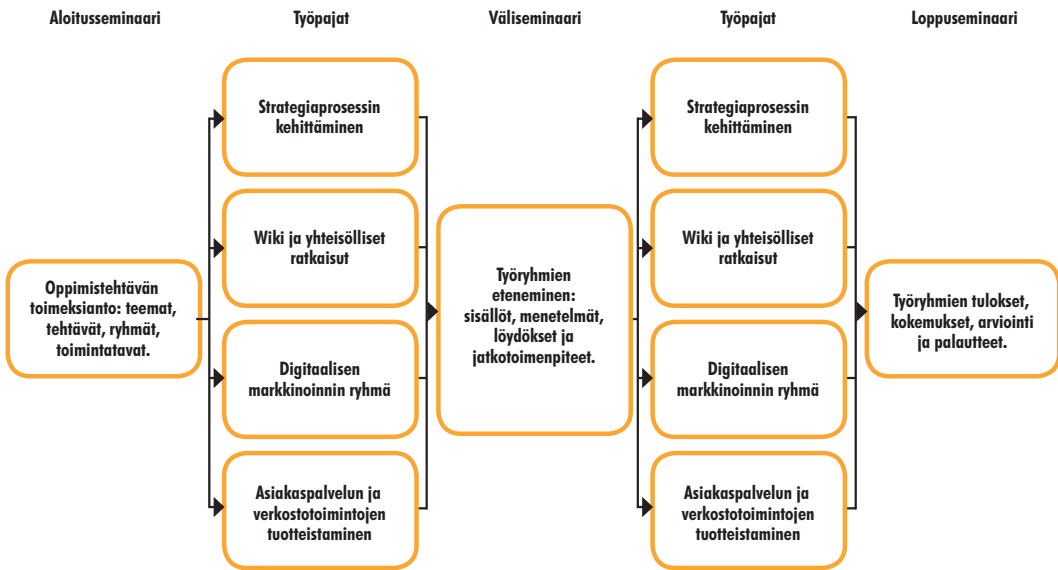 Aloitusseminaari
Työpajat
Väliseminaari
Työpajat
Loppuseminaari
Oppimistehtävän
toimeksianto: teemat,
tehtävät, ryhmät,
toimintatavat.
Strategiaprosessin
kehittäminen
Wiki ja yhteisölliset
ratkaisut
Digitaalisen
markkinoinnin ryhmä
Asiakaspalvelun ja
verkostotoimintojen
tuotteistaminen
Työryhmien
eteneminen:
sisällöt, menetelmät,
löydökset ja
jatkotoimenpiteet.
Strategiaprosessin
kehittäminen
Wiki ja yhteisölliset
ratkaisut
Digitaalisen
markkinoinnin ryhmä
Asiakaspalvelun ja
verkostotoimintojen
tuotteistaminen
Työryhmien tulokset,
kokemukset, arviointi
ja palautteet.